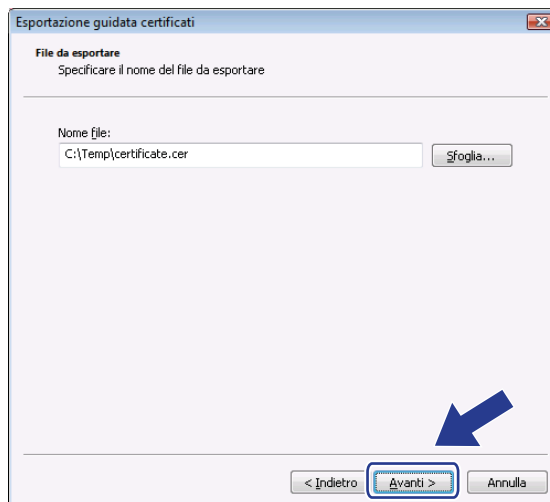 Esportazione guidata certificati
File da esportare
Specificare il nome del file da esportare
Nome file:
C:\Temp\certificate.cer
Sfoglia...
< Indietro
Avanti >
Annulla